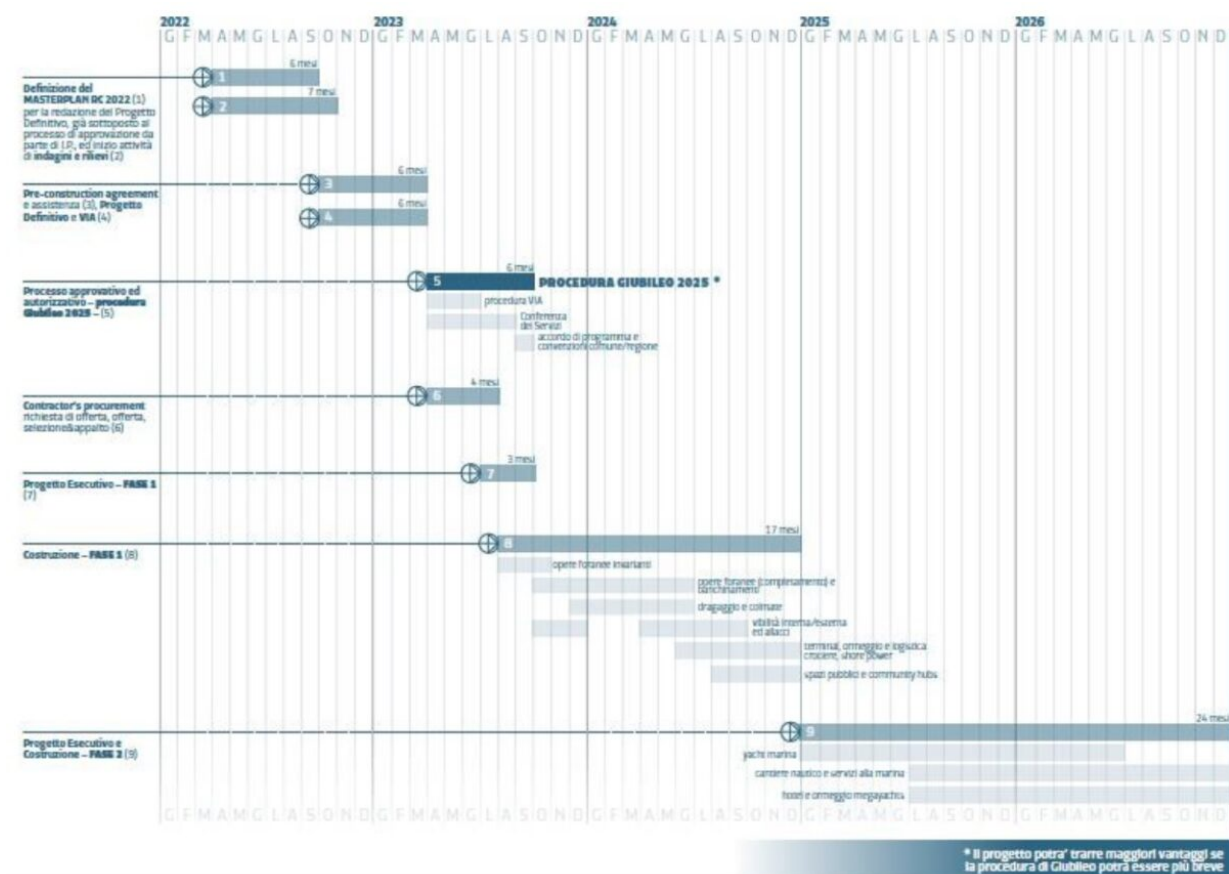 2022 2023 2024 2025 2026
G F M A M G L A S O N D G F M A M G L A S O N D G F M A M G L A S O N D G F M A M G L A S O N D G F M A M G L A S O N D
6 mesi
1
Definizione del
MASTERPLAN RC 2022 (1)
per la redazione del Progetto
Definitivo, già sottoposto al
processo di approvazione da
parte di I.P., ed inizio attività
di indagini e rilievi (2)
7 mesi
2
6 mesi
3
Pre-construction agreement
e assistenza (3), Progetto
Definitivo e VIA (4)
6 mesi
4
6 mesi
5 PROCEDURA GIUBILEO 2025 *
Processo approvativo ed
autorizzativo – procedura
Giubileo 2025 – (5)
procedura VIA
Conferenza
dei Servizi
accordo di programma e
convenzioni comune/regione
4 mesi
6
Contractor's procurement
richiesta di offerta, offerta,
selezione&appalto (6)
3 mesi
7
Progetto Esecutivo – FASE 1
(7)
17 mesi
8
Costruzione – FASE 1 (8)
opere foranee invarianti
opere foranee (completamento) e
banchinamenti
dragaggio e colmate
vibilità interna/esterna
ed allacci
terminal, ormeggio e logistica
crociere, shore power
spazi pubblici e community hubs
24 mesi
9
Progetto Esecutivo e
Costruzione – FASE 2 (9)
yacht marina
cantiere nautico e servizi alla marina
hotel e ormeggio megayachts
G F M A M G L A S O N D G F M A M G L A S O N D G F M A M G L A S O N D G F M A M G L A S O N D G F M A M G L A S O N D
* Il progetto potra' trarre maggiori vantaggi se
la procedura di Giubileo potrà essere più breve